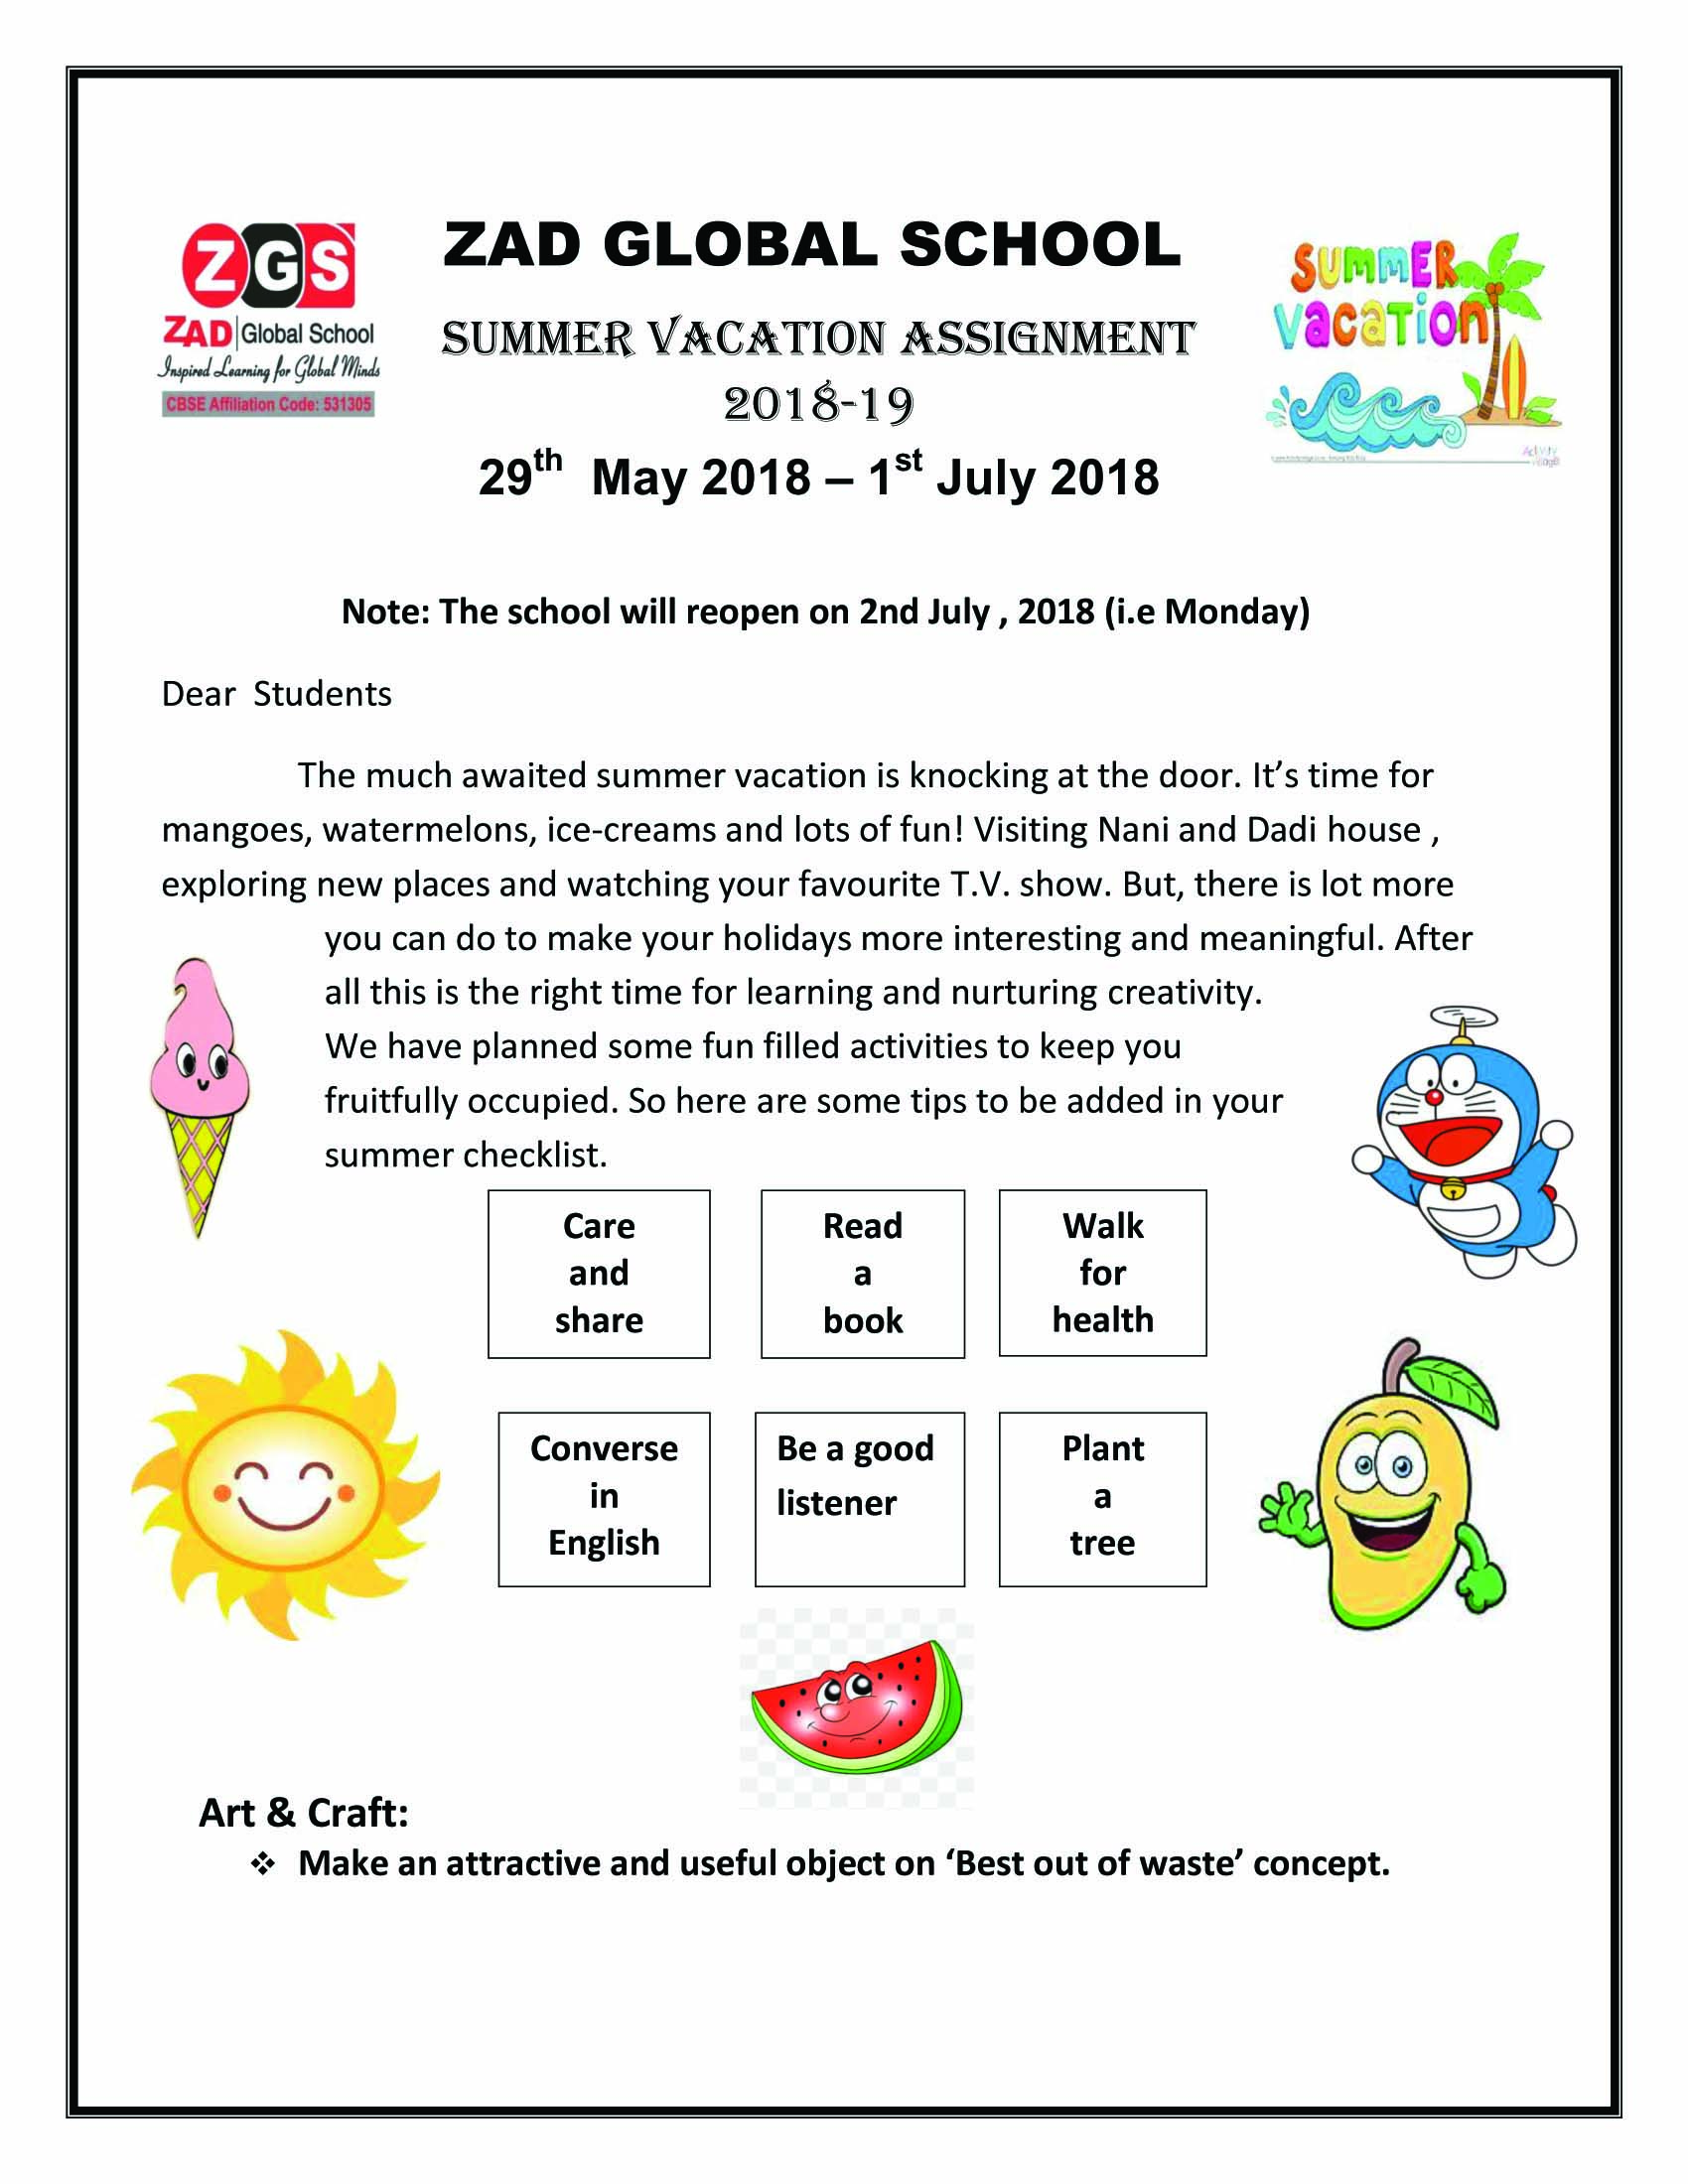 ZGS
ZAD Global School
Inspired Learning for Global Minds
CBSE Affiliation Code: 531305
ZAD GLOBAL SCHOOL
SUMMER VACATION ASSIGNMENT
2018-19
29th May 2018 – 1st July 2018
SUMMER
VACATION
Activity
Village
Note: The school will reopen on 2nd July , 2018 (i.e Monday)
Dear Students
The much awaited summer vacation is knocking at the door. It’s time for
mangoes, watermelons, ice-creams and lots of fun! Visiting Nani and Dadi house ,
exploring new places and watching your favourite T.V. show. But, there is lot more
you can do to make your holidays more interesting and meaningful. After
all this is the right time for learning and nurturing creativity.
We have planned some fun filled activities to keep you
fruitfully occupied. So here are some tips to be added in your
summer checklist.
Care
and
share
Read
a
book
Walk
for
health
Converse
in
English
Be a good
listener
Plant
a
tree
Art & Craft:
❖ Make an attractive and useful object on ‘Best out of waste’ concept.